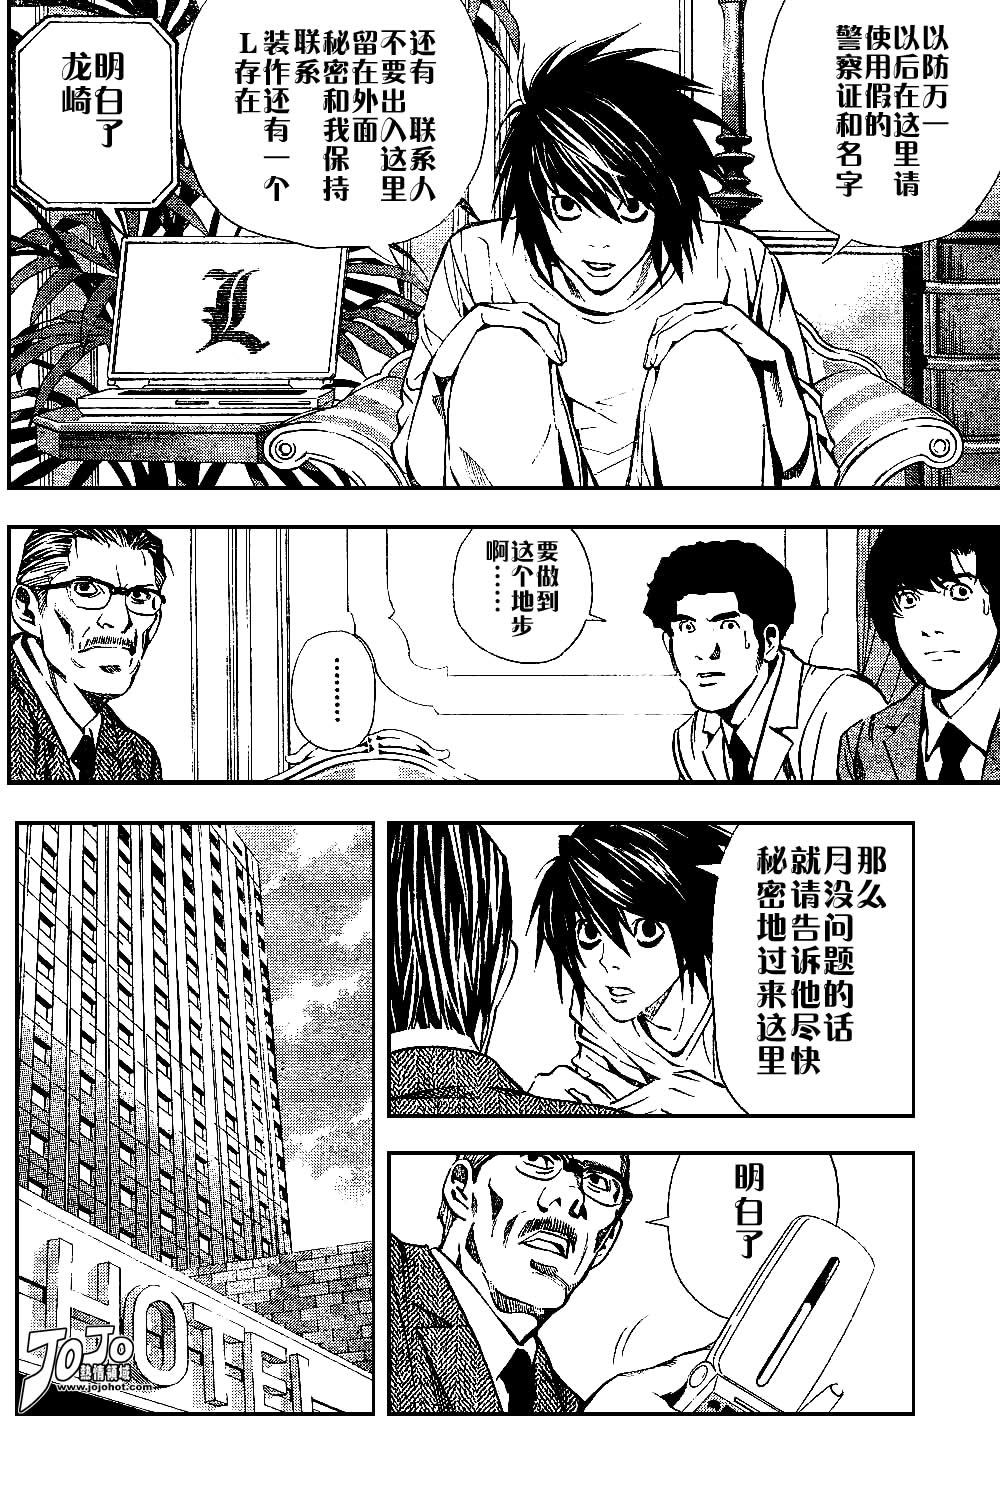 以防万一
以后在这里请
使用假的
警察证和名字
还有 联系人
不要出入这里
留在外面
秘密和我保持
联系
装作还有一个
L存在
明白了
龙崎
L
要做到
这个地步
啊……
………
那么
月没问题的话
就请告诉他尽快
秘密地过来这里
明白了
HOTEL
JOJO
热情领域
www.jojohot.com